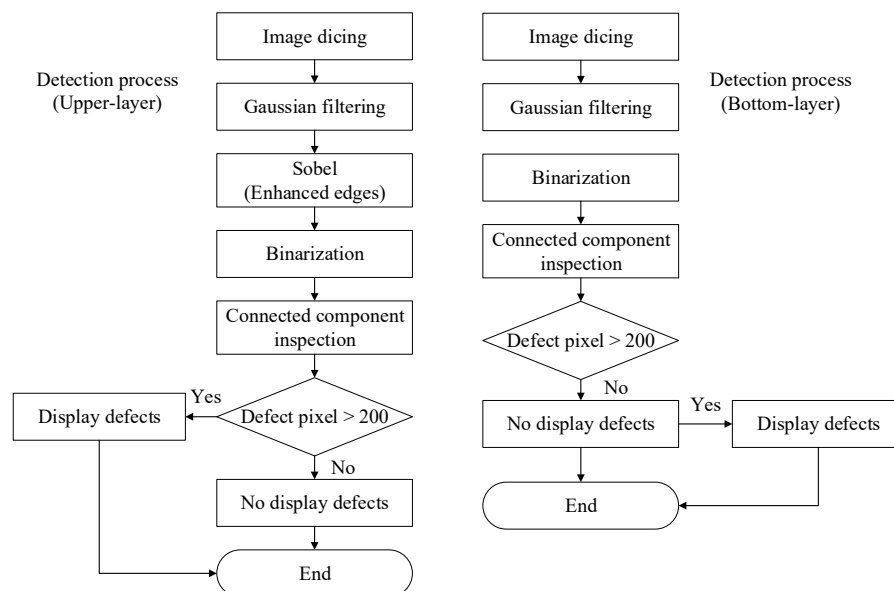 Detection process
(Upper-layer)
Image dicing
Gaussian filtering
Sobel
(Enhanced edges)
Binarization
Connected component
inspection
Defect pixel > 200
Yes
Display defects
No
No display defects
End
Detection process
(Bottom-layer)
Image dicing
Gaussian filtering
Binarization
Connected component
inspection
Defect pixel > 200
No
No display defects
Yes
Display defects
End